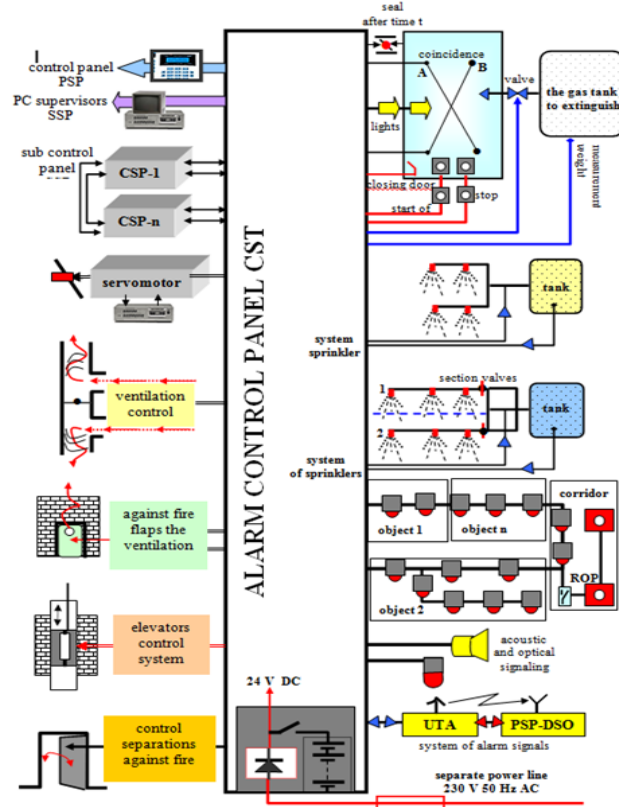 control panel
PSP
PC supervisors
SSP
sub control
panel
CSP-1
CSP-n
servomotor
ventilation
control
against fire
flaps the
ventilation
elevators
control
system
control
separations
against fire
ALARM CONTROL PANEL CST
24 V DC
seal
after time t
coincidence
A
B
lights
closing door
start of
stop
valve
the gas tank
to extinguish
measurement
weight
system
sprinkler
tank
section valves
1
2
system
of sprinklers
tank
object 1
object n
corridor
object 2
ROP
acoustic
and optical
signaling
UTA
PSP-DSO
system of alarm signals
separate power line
230 V 50 Hz AC